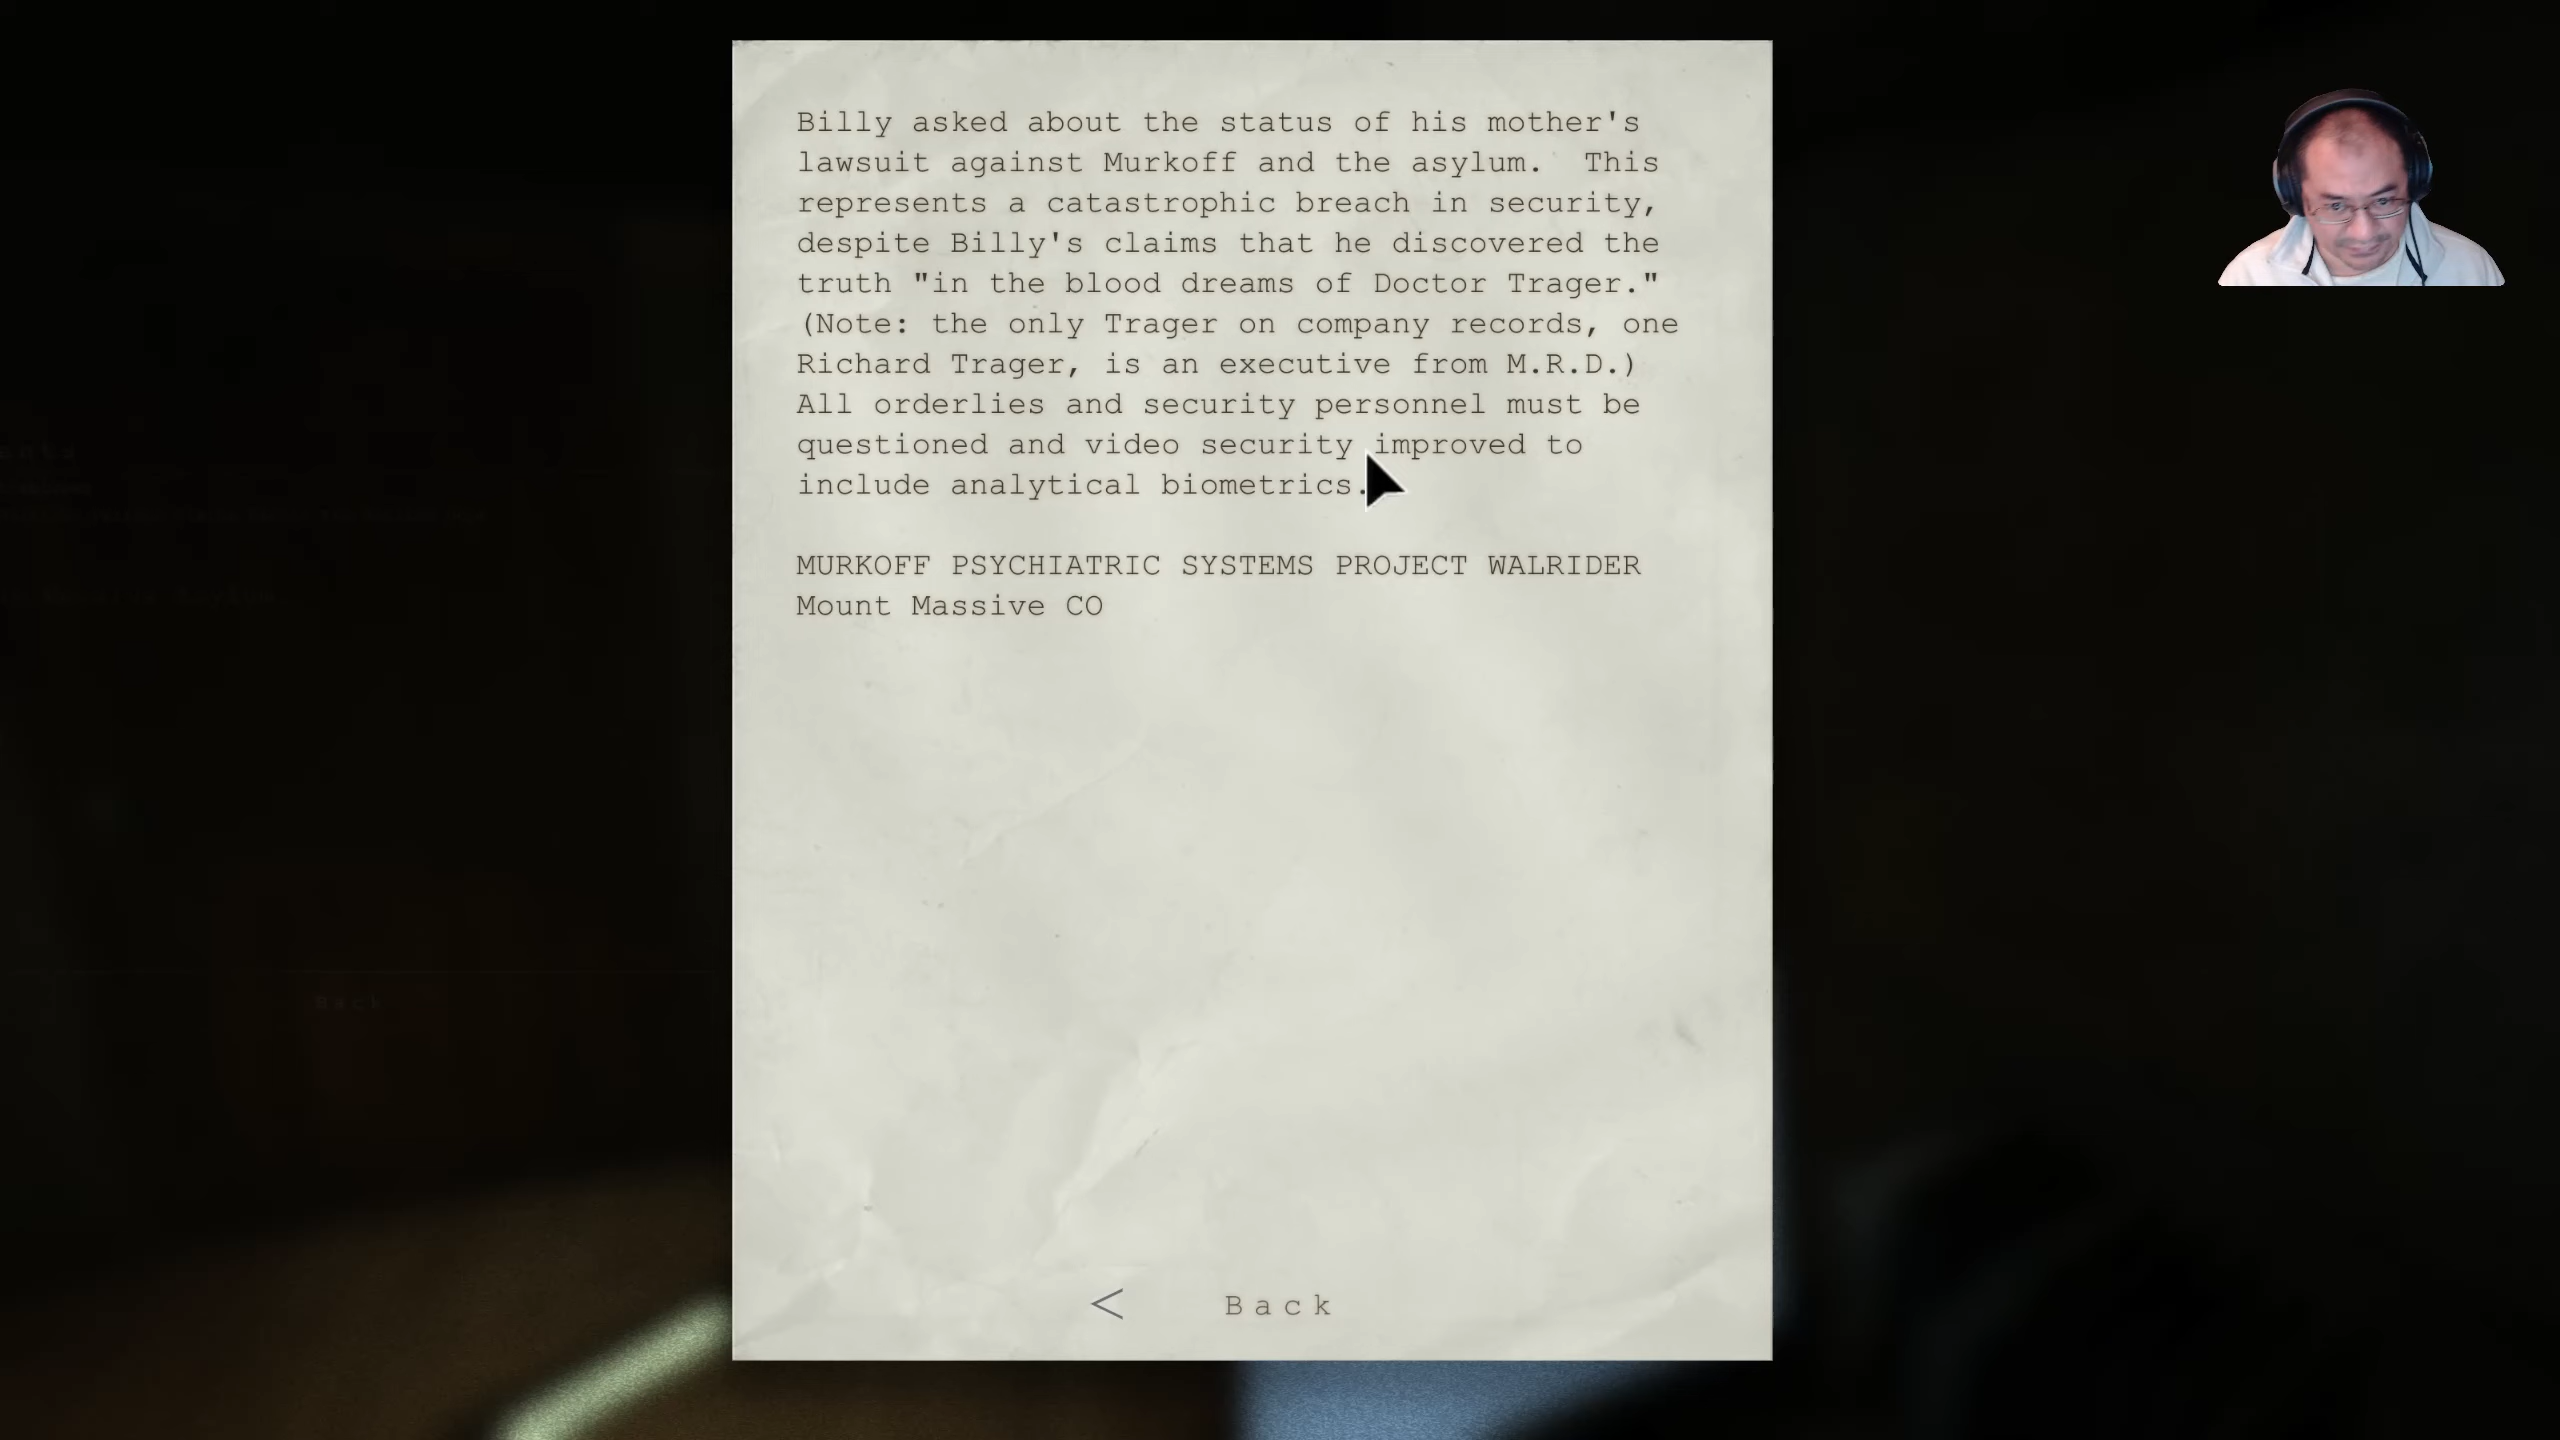 Billy asked about the status of his mother's
lawsuit against Murkoff and the asylum.  This
represents a catastrophic breach in security,
despite Billy's claims that he discovered the
truth "in the blood dreams of Doctor Trager."
(Note: the only Trager on company records, one
Richard Trager, is an executive from M.R.D.)
All orderlies and security personnel must be
questioned and video security improved to
include analytical biometrics.

MURKOFF PSYCHIATRIC SYSTEMS PROJECT WALRIDER
Mount Massive CO
Back
< Back